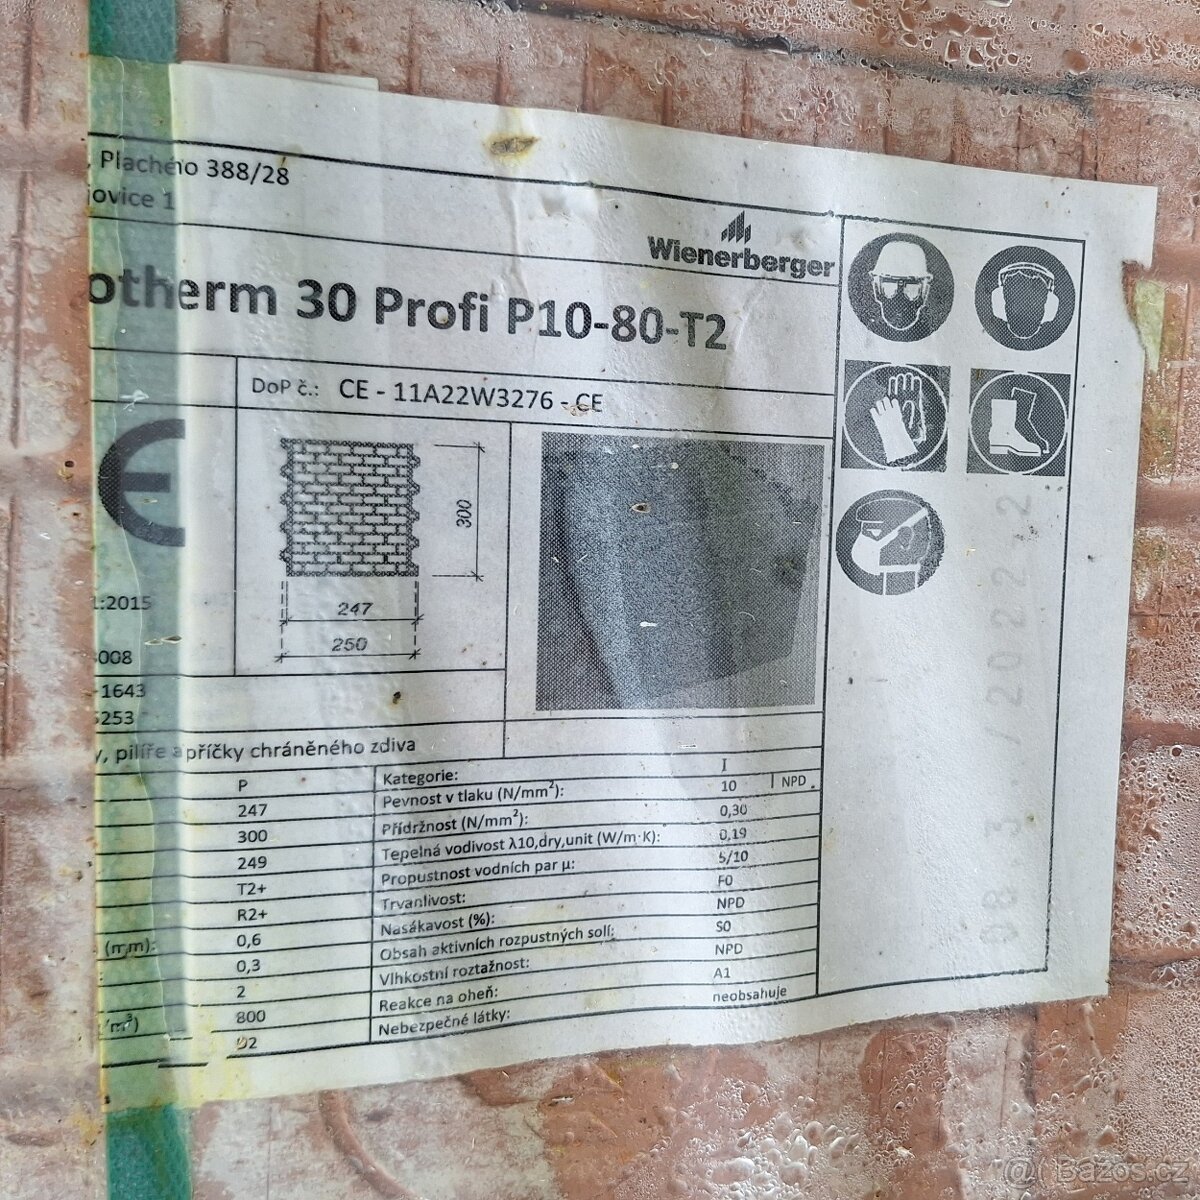 , Plachého 388/28
jovice 1
Wienerberger
otherm 30 Profi P10-80-T2
DoP č.: CE - 11A22W3276 - CE
300
247
250
1:2015
008
-1643
5253
y, pilíře a příčky chráněného zdiva
P Kategorie: I
247 Pevnost v tlaku (N/mm²): 10 NPD
300 Přídržnost (N/mm²): 0,30
249 Tepelná vodivost λ10,dry,unit (W/m·K): 0,19
T2+ Propustnost vodních par μ: 5/10
R2+ Trvanlivost: F0
(mm): 0,6 Nasákavost (%): NPD
0,3 Obsah aktivních rozpustných solí: S0
2 Vlhkostní roztažnost: NPD
/m³) 800 Reakce na oheň: A1
D2 Nebezpečné látky: neobsahuje
Bazos.cz